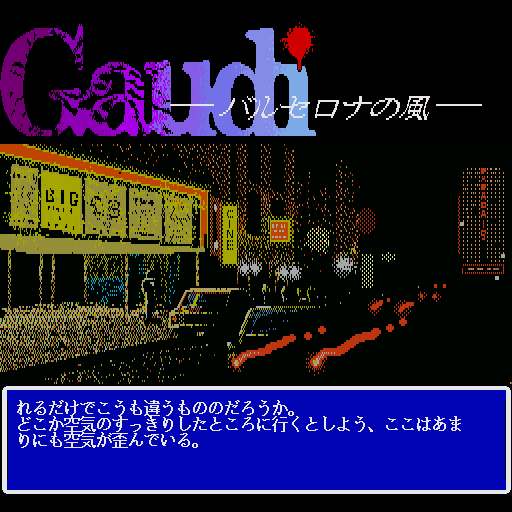 Gaudi
―バルセロナの風―
BIG
CINE
れるだけでこうも違うもののだろうか。
どこか空気のすっきりしたところに行くとしよう、ここはあま
りにも空気が歪んでいる。